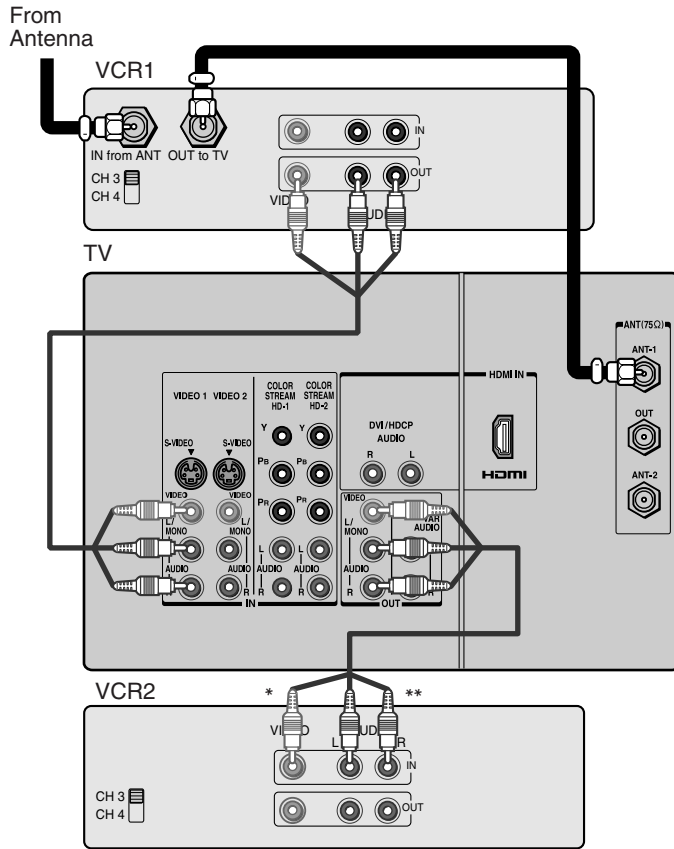 From
Antenna
VCR1
IN from ANT OUT to TV
IN
OUT
CH 3
CH 4
VIDEO
TV
ANT(75Ω)
ANT-1
OUT
ANT-2
HDMI IN
HDMI
VIDEO 1 VIDEO 2
COLOR
STREAM
HD-1
COLOR
STREAM
HD-2
DVI/HDCP
AUDIO
R L
S-VIDEO S-VIDEO
Y Y
PB PB
PR PR
VIDEO VIDEO VIDEO
L/
MONO
L/
MONO
L L
L/
MONO
VAR
AUDIO
AUDIO AUDIO AUDIO AUDIO AUDIO
R R R R R R
IN OUT
VCR2
* **
VIDEO
L R
IN
OUT
CH 3
CH 4